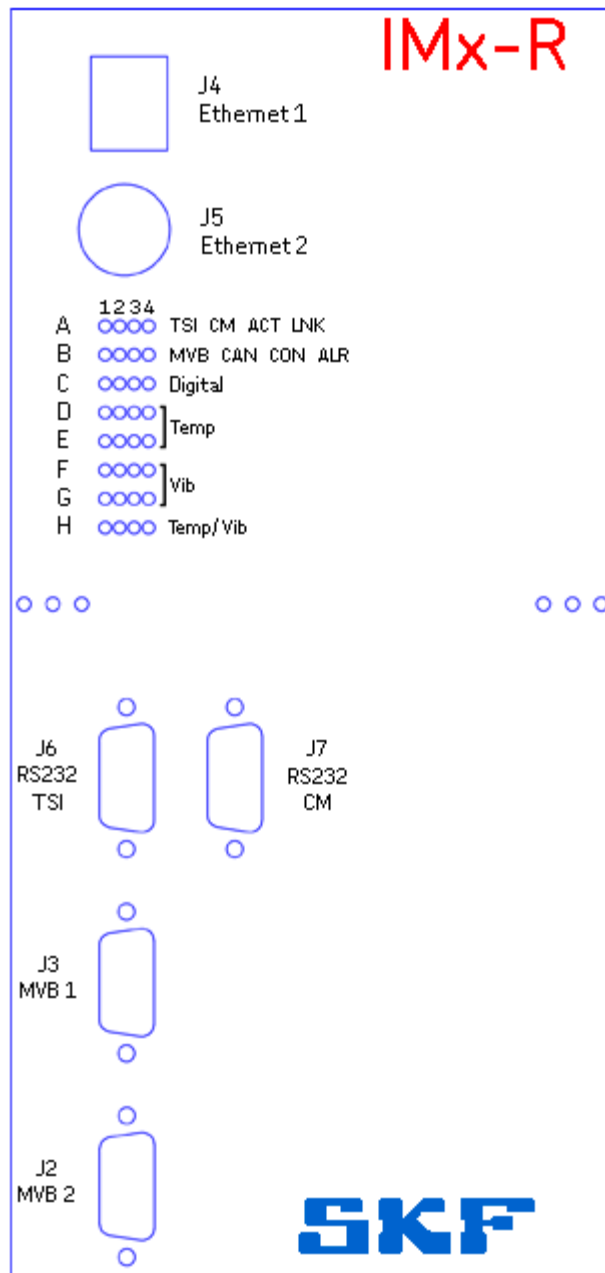 IMx-R
J4
Ethernet 1
J5
Ethernet 2
1234
A TSI CM ACT LNK
B MVB CAN CON ALR
C Digital
D
Temp
E
F
Vib
G
H Temp/Vib
J6
RS232
TSI
J7
RS232
CM
J3
MVB 1
J2
MVB 2
SKF